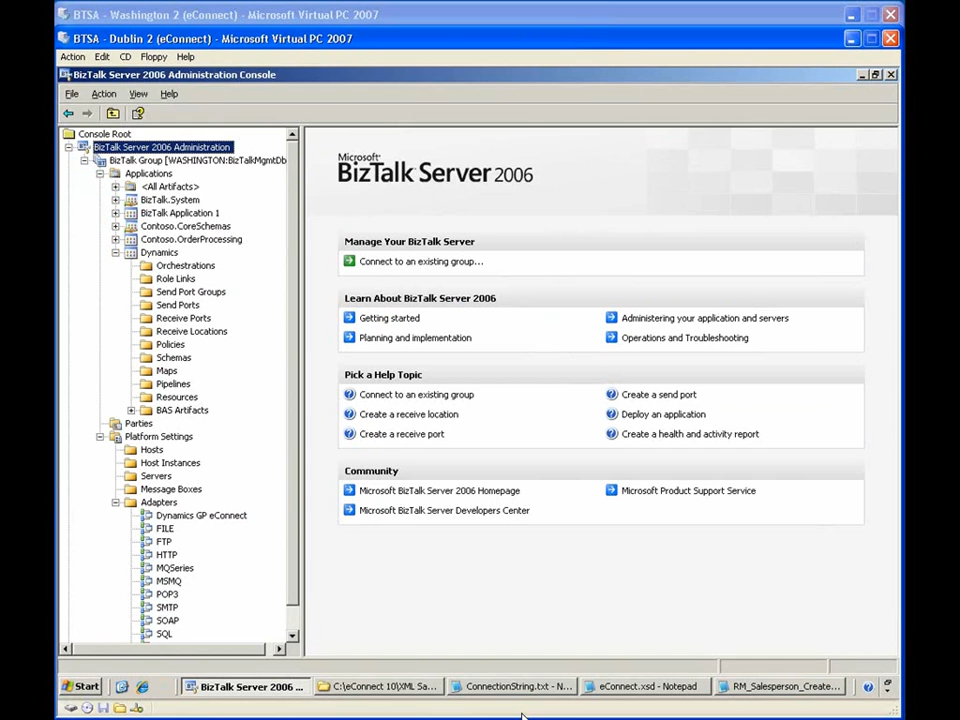 BTSA - Washington 2 (eConnect) - Microsoft Virtual PC 2007
BTSA - Dublin 2 (eConnect) - Microsoft Virtual PC 2007
Action Edit CD Floppy Help
BizTalk Server 2006 Administration Console
File Action View Help
Console Root
BizTalk Server 2006 Administration
BizTalk Group [WASHINGTON:BizTalkMgmtDb
Applications
<All Artifacts>
BizTalk.System
BizTalk Application 1
Contoso.CoreSchemas
Contoso.OrderProcessing
Dynamics
Orchestrations
Role Links
Send Port Groups
Send Ports
Receive Ports
Receive Locations
Policies
Schemas
Maps
Pipelines
Resources
BAS Artifacts
Parties
Platform Settings
Hosts
Host Instances
Servers
Message Boxes
Adapters
Dynamics GP eConnect
FILE
FTP
HTTP
MQSeries
MSMQ
POP3
SMTP
SOAP
SQL
Microsoft
BizTalk Server 2006
Manage Your BizTalk Server
Connect to an existing group...
Learn About BizTalk Server 2006
Getting started
Administering your application and servers
Planning and implementation
Operations and Troubleshooting
Pick a Help Topic
Connect to an existing group
Create a send port
Create a receive location
Deploy an application
Create a receive port
Create a health and activity report
Community
Microsoft BizTalk Server 2006 Homepage
Microsoft Product Support Service
Microsoft BizTalk Server Developers Center
Start
BizTalk Server 2006 ...
C:\eConnect 10\XML Sa...
ConnectionString.txt - N...
eConnect.xsd - Notepad
RM_Salesperson_Create...